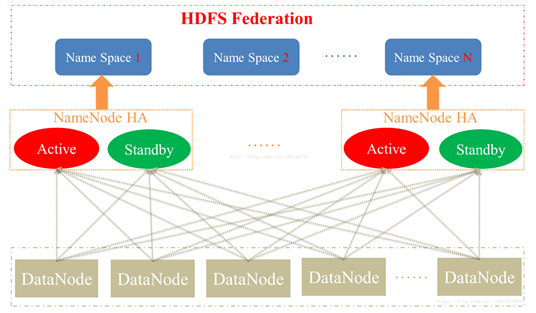 HDFS Federation
Name Space 1
Name Space 2
······
Name Space N
NameNode HA
NameNode HA
Active
Standby
······
Active
Standby
DataNode
DataNode
DataNode
DataNode
······
DataNode